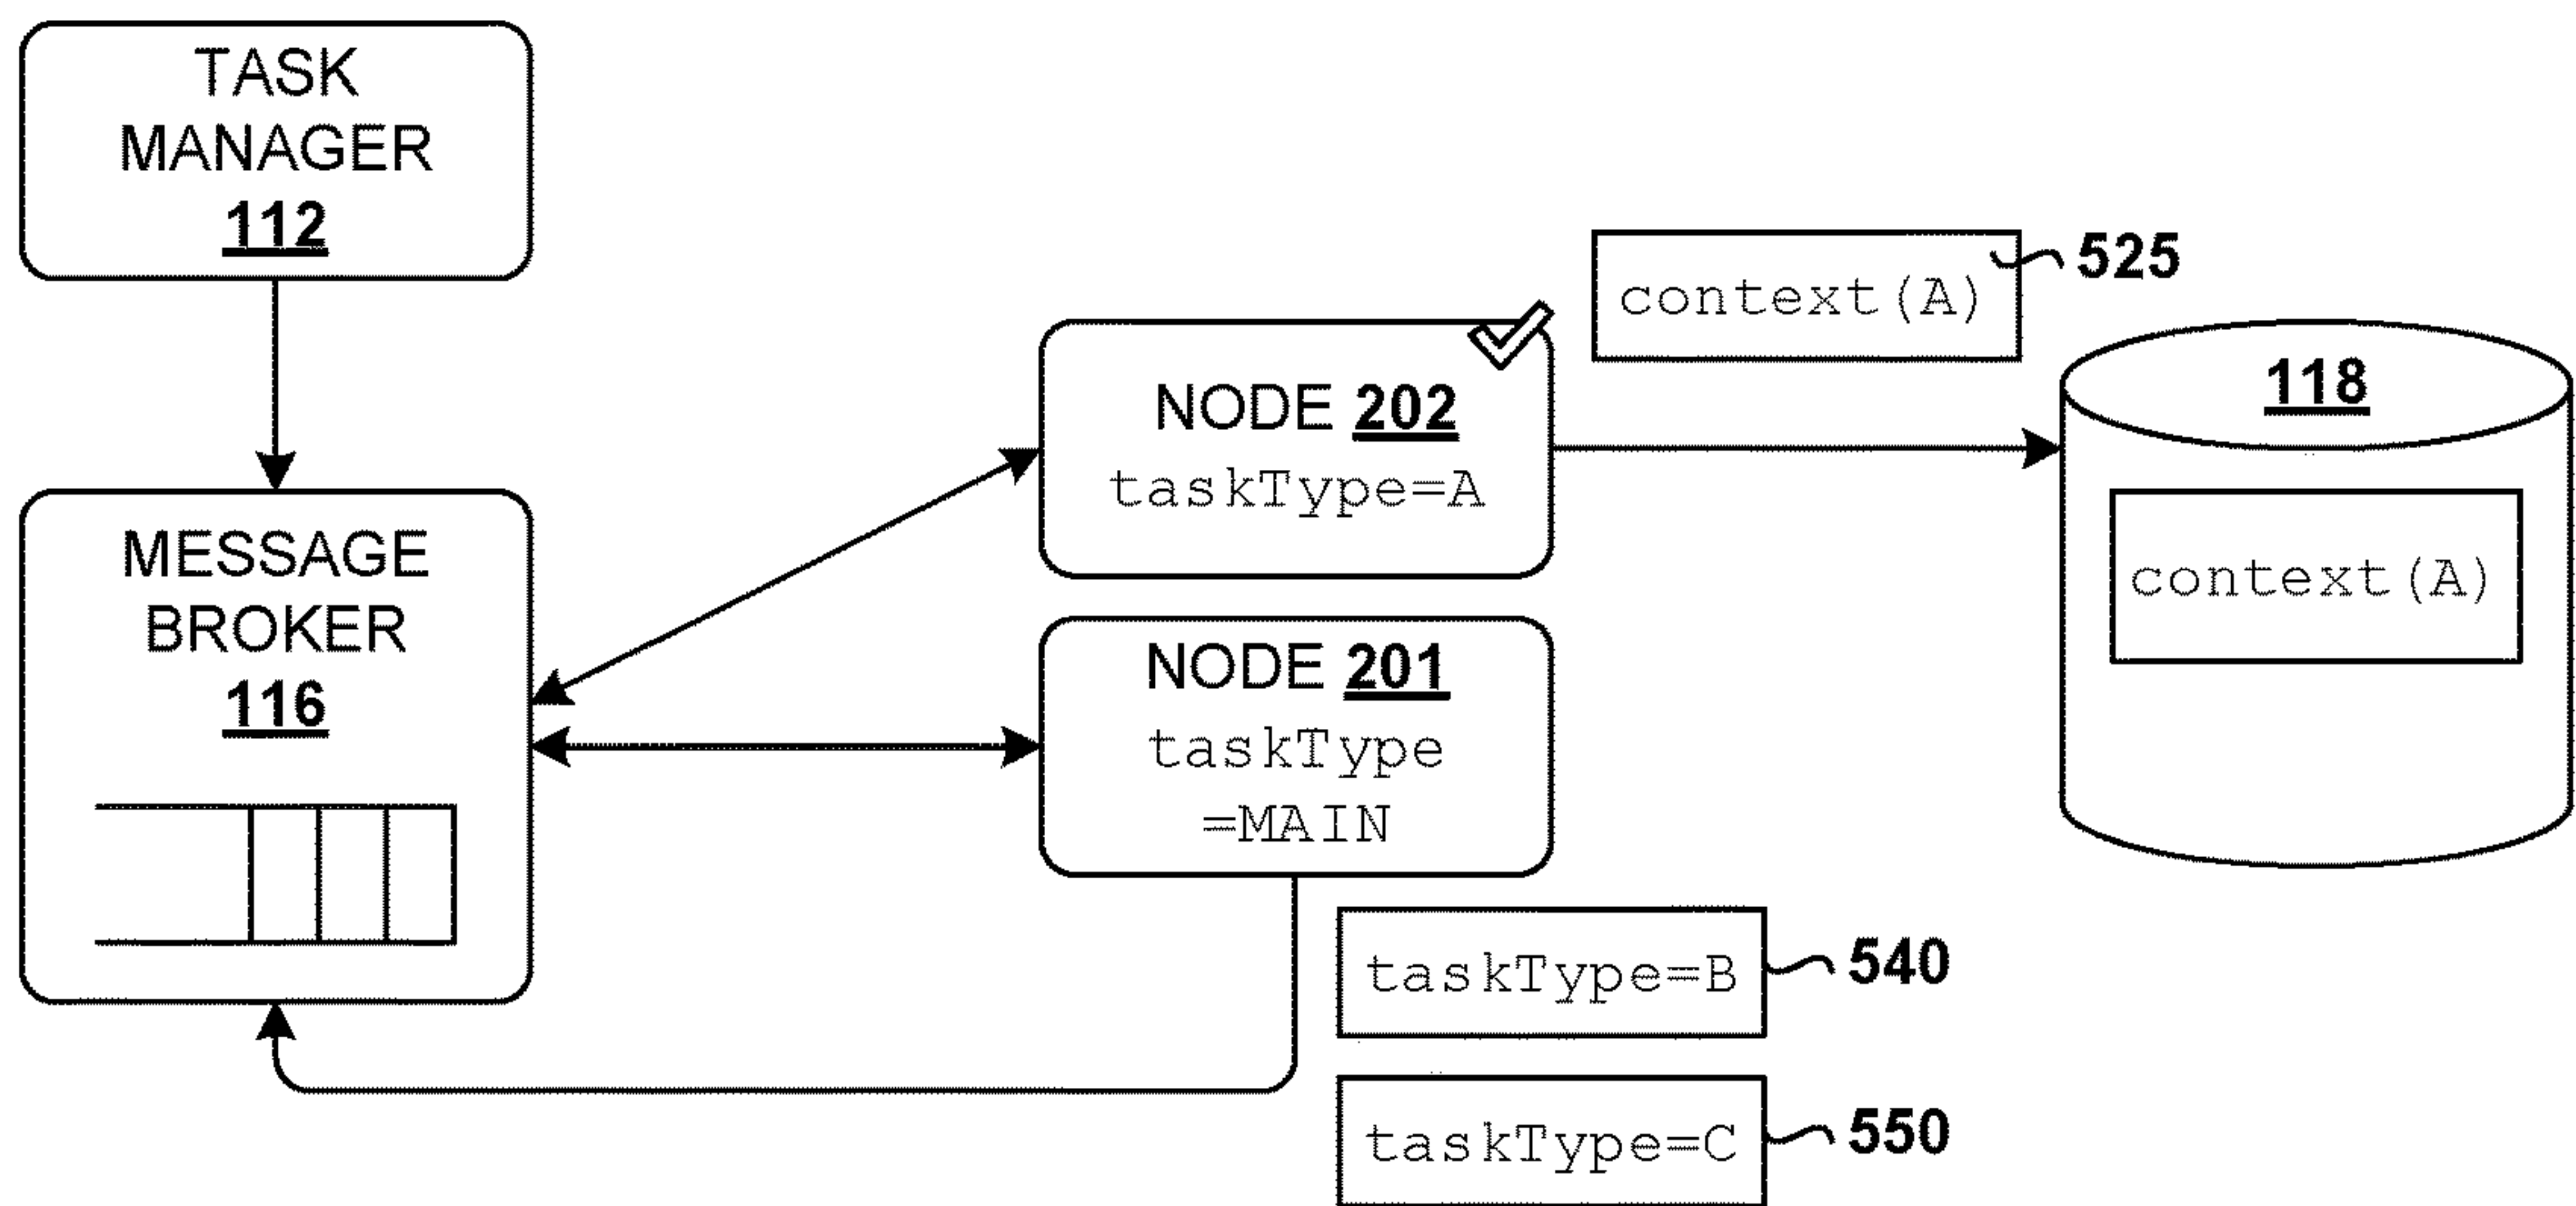 TASK
MANAGER
112
MESSAGE
BROKER
116
NODE 202
taskType=A
NODE 201
taskType
=MAIN
context(A)
525
118
context(A)
taskType=B
540
taskType=C
550